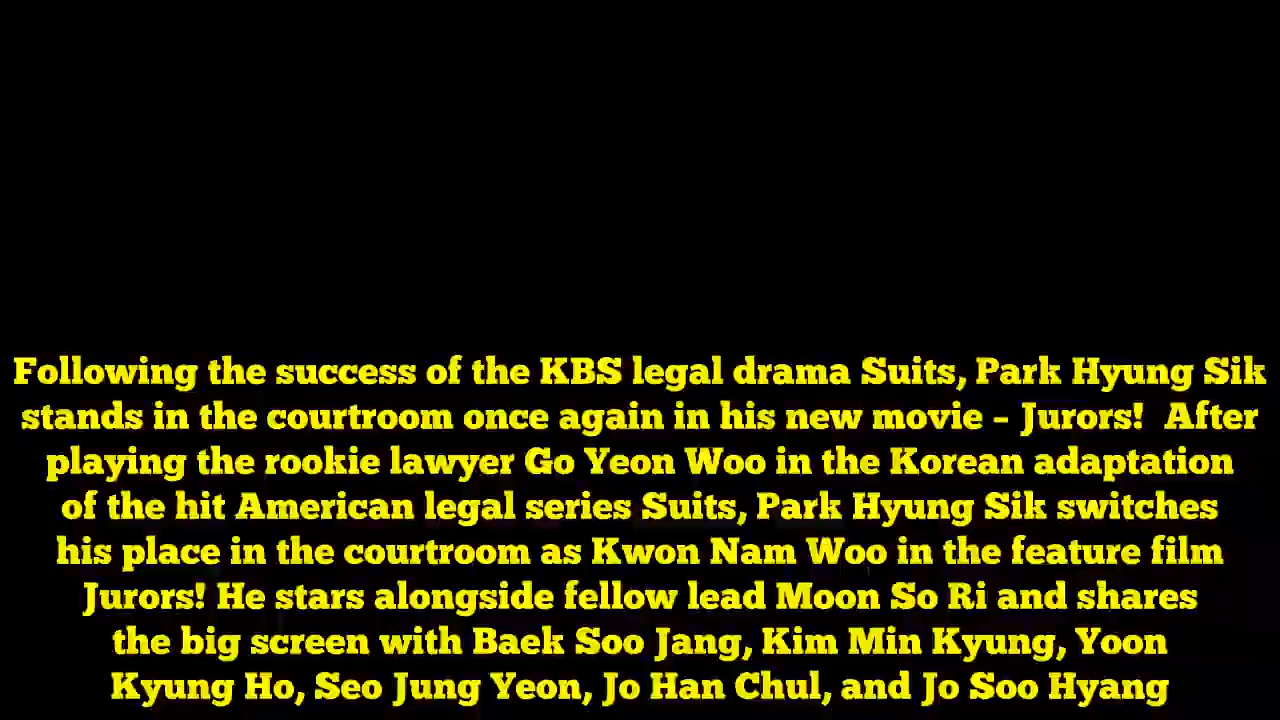 Following the success of the KBS legal drama Suits, Park Hyung Sik
stands in the courtroom once again in his new movie – Jurors!  After
playing the rookie lawyer Go Yeon Woo in the Korean adaptation
of the hit American legal series Suits, Park Hyung Sik switches
his place in the courtroom as Kwon Nam Woo in the feature film
Jurors! He stars alongside fellow lead Moon So Ri and shares
the big screen with Baek Soo Jang, Kim Min Kyung, Yoon
Kyung Ho, Seo Jung Yeon, Jo Han Chul, and Jo Soo Hyang